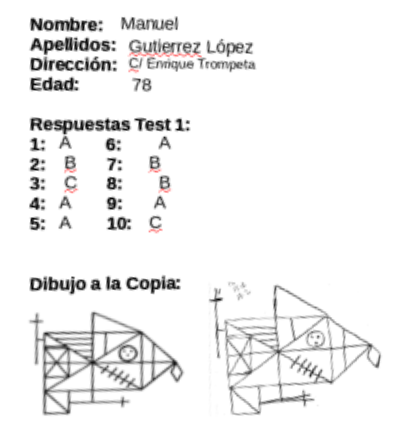 Nombre: Manuel
Apellidos: Gutierrez López
Dirección: C/ Enrique Trompeta
Edad: 78
Respuestas Test 1:
1: A 6: A
2: B 7: B
3: C 8: B
4: A 9: A
5: A 10: C
Dibujo a la Copia: